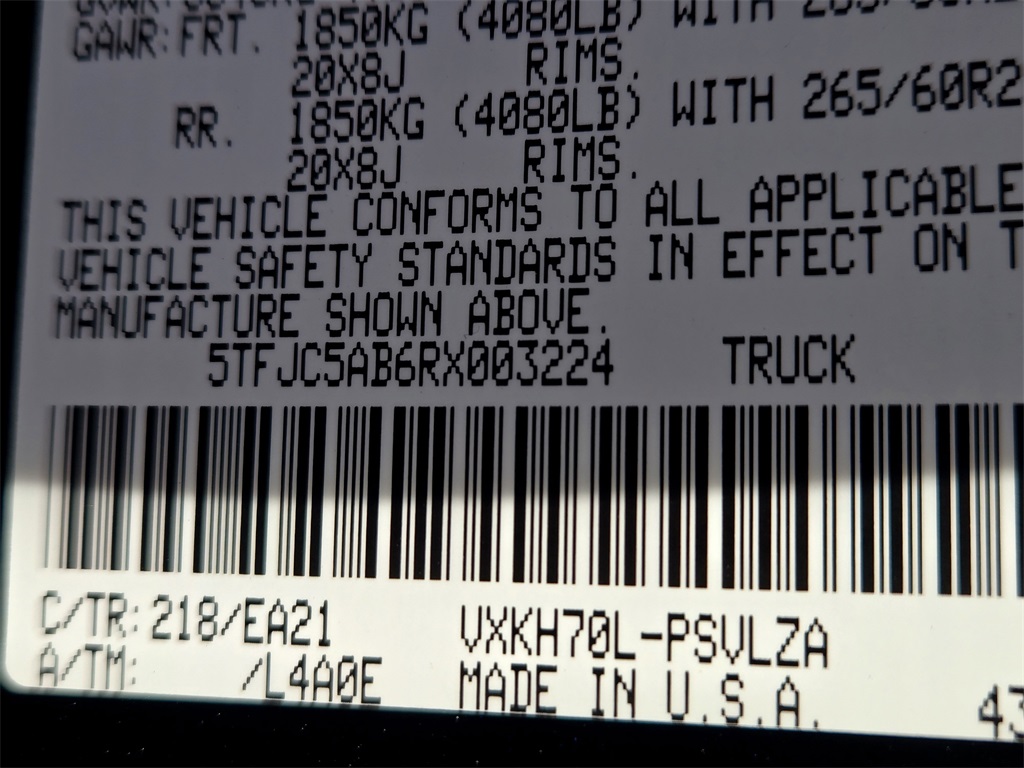 GAWR: FRT. 1850KG (4080LB) WITH
20X8J RIMS.
RR. 1850KG (4080LB) WITH 265/60R2
20X8J RIMS.
THIS VEHICLE CONFORMS TO ALL APPLICABLE
VEHICLE SAFETY STANDARDS IN EFFECT ON T
MANUFACTURE SHOWN ABOVE.
5TFJC5AB6RX003224 TRUCK
C/TR: 218/EA21 VXKH70L-PSVLZA
A/TM: /L4A0E MADE IN U.S.A. 43